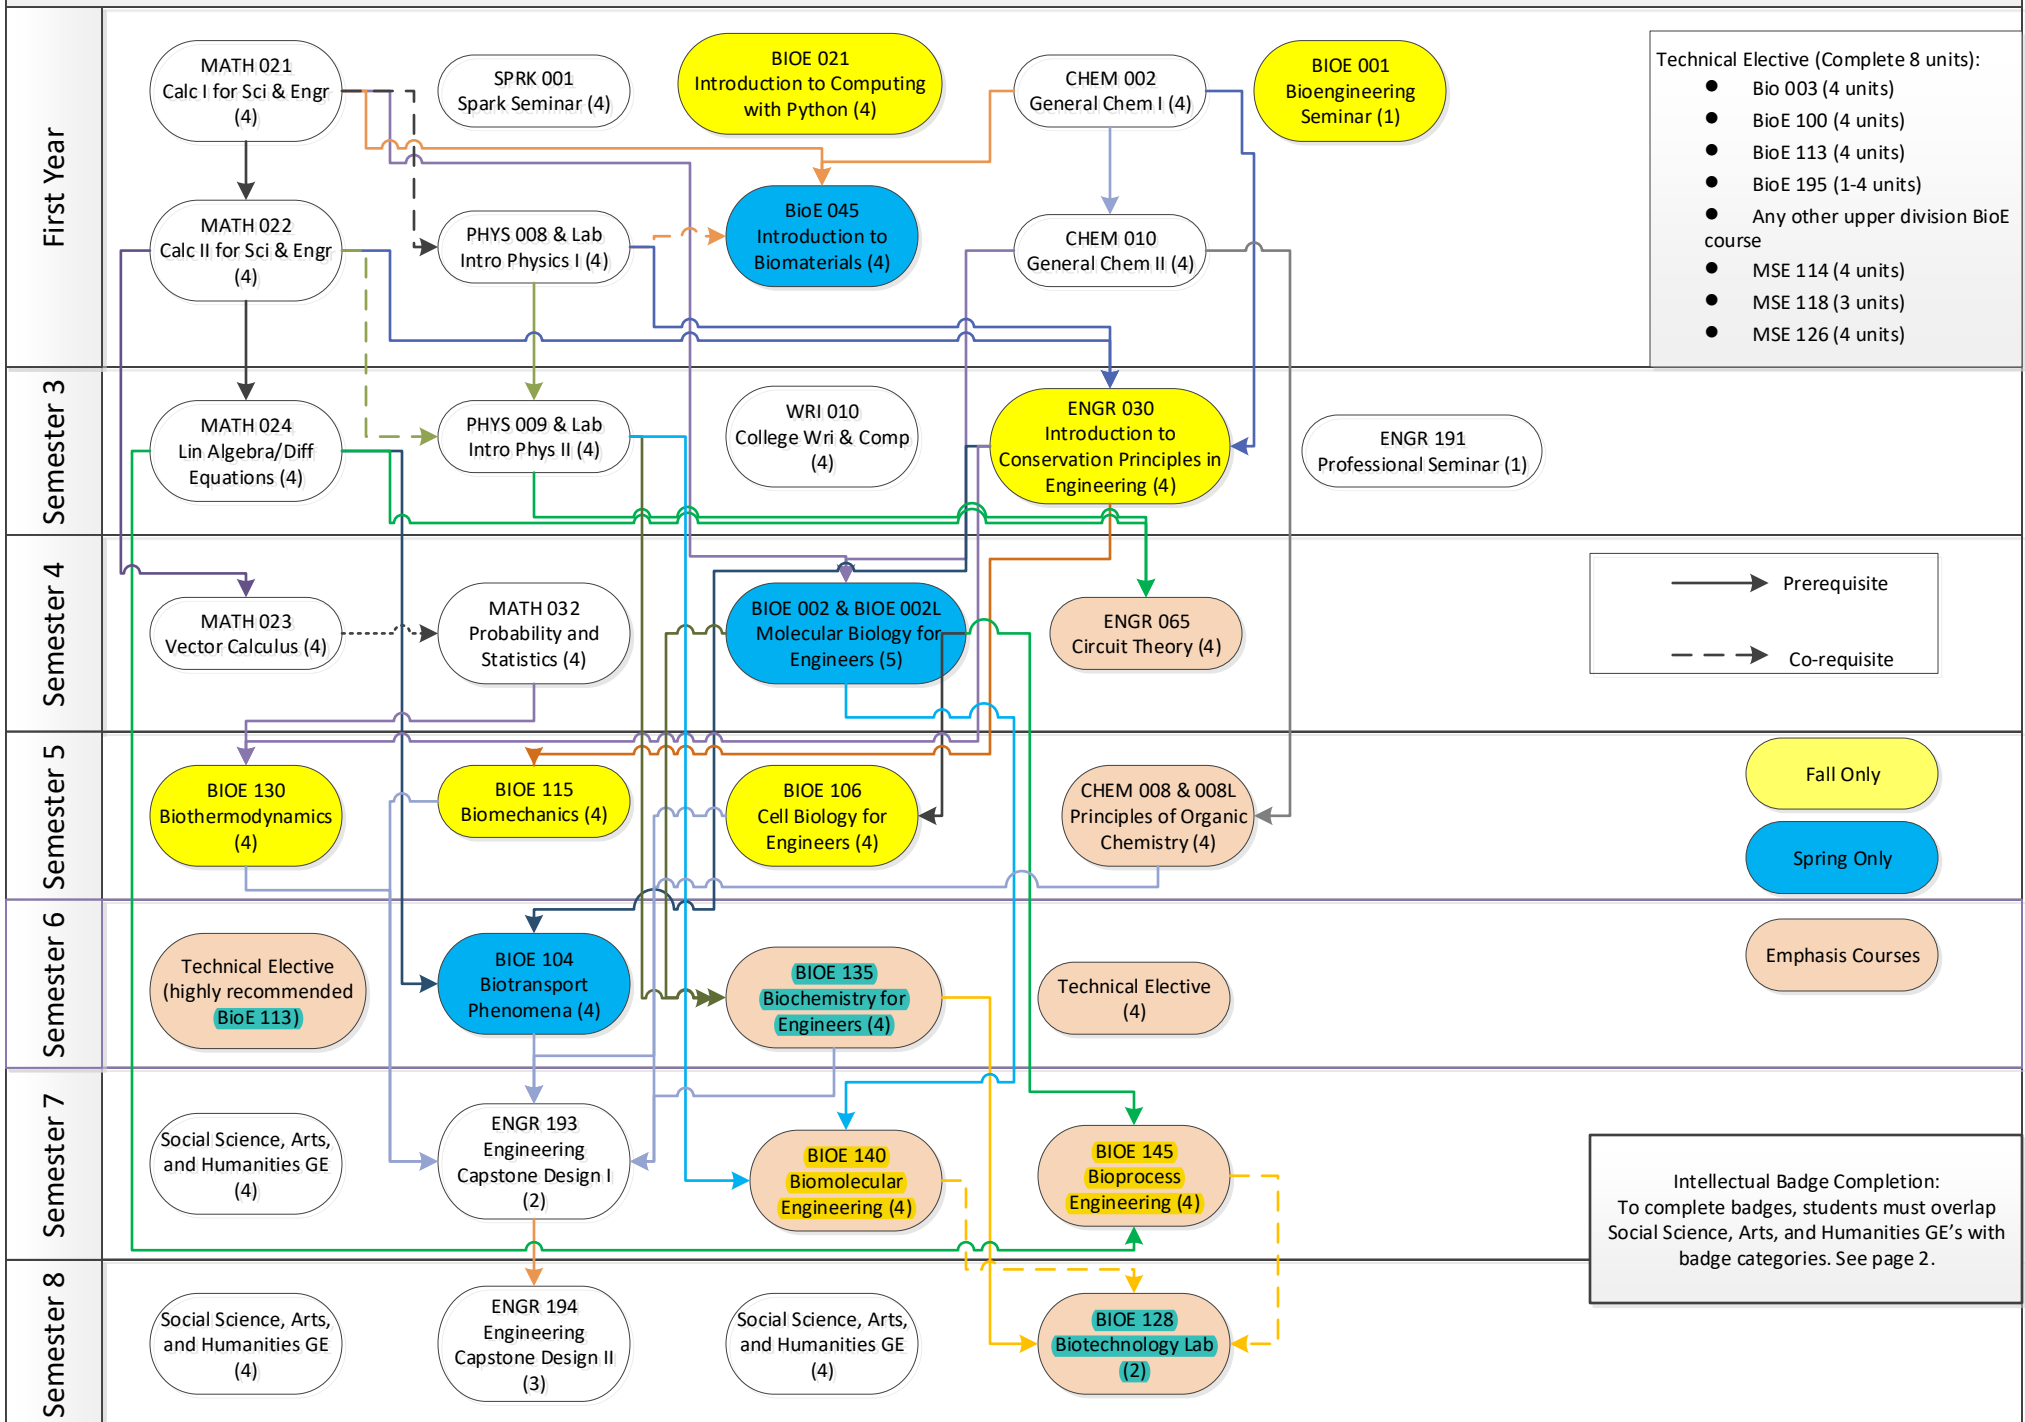 First Year
MATH 021
Calc I for Sci & Engr
(4)
SPRK 001
Spark Seminar (4)
BIOE 021
Introduction to Computing
with Python (4)
CHEM 002
General Chem I (4)
BIOE 001
Bioengineering
Seminar (1)
Technical Elective (Complete 8 units):
● Bio 003 (4 units)
● BioE 100 (4 units)
● BioE 113 (4 units)
● BioE 195 (1-4 units)
● Any other upper division BioE
course
● MSE 114 (4 units)
● MSE 118 (3 units)
● MSE 126 (4 units)
MATH 022
Calc II for Sci & Engr
(4)
PHYS 008 & Lab
Intro Physics I (4)
BioE 045
Introduction to
Biomaterials (4)
CHEM 010
General Chem II (4)
Semester 3
MATH 024
Lin Algebra/Diff
Equations (4)
PHYS 009 & Lab
Intro Phys II (4)
WRI 010
College Wri & Comp
(4)
ENGR 030
Introduction to
Conservation Principles in
Engineering (4)
ENGR 191
Professional Seminar (1)
Semester 4
MATH 023
Vector Calculus (4)
MATH 032
Probability and
Statistics (4)
BIOE 002 & BIOE 002L
Molecular Biology for
Engineers (5)
ENGR 065
Circuit Theory (4)
Prerequisite
Co-requisite
Semester 5
BIOE 130
Biothermodynamics
(4)
BIOE 115
Biomechanics (4)
BIOE 106
Cell Biology for
Engineers (4)
CHEM 008 & 008L
Principles of Organic
Chemistry (4)
Fall Only
Spring Only
Semester 6
Technical Elective
(highly recommended
BioE 113)
BIOE 104
Biotransport
Phenomena (4)
BIOE 135
Biochemistry for
Engineers (4)
Technical Elective
(4)
Emphasis Courses
Semester 7
Social Science, Arts,
and Humanities GE
(4)
ENGR 193
Engineering
Capstone Design I
(2)
BIOE 140
Biomolecular
Engineering (4)
BIOE 145
Bioprocess
Engineering (4)
Intellectual Badge Completion:
To complete badges, students must overlap
Social Science, Arts, and Humanities GE's with
badge categories. See page 2.
Semester 8
Social Science, Arts,
and Humanities GE
(4)
ENGR 194
Engineering
Capstone Design II
(3)
Social Science, Arts,
and Humanities GE
(4)
BIOE 128
Biotechnology Lab
(2)